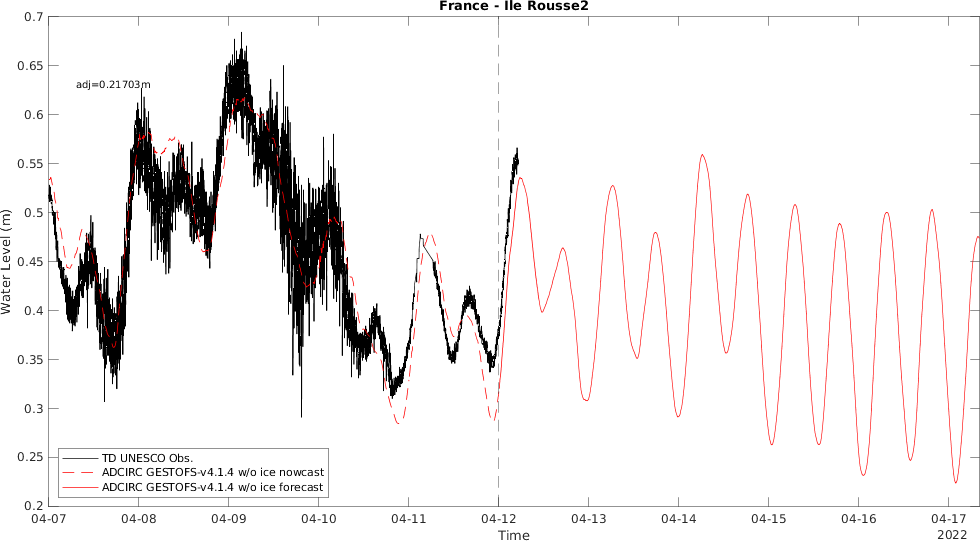 France - Ile Rousse2
0.7
0.65
0.6
0.55
0.5
0.45
0.4
0.35
0.3
0.25
0.2
Water Level (m)
adj=0.21703m
TD UNESCO Obs.
ADCIRC GESTOFS-v4.1.4 w/o ice nowcast
ADCIRC GESTOFS-v4.1.4 w/o ice forecast
04-07 04-08 04-09 04-10 04-11 04-12 04-13 04-14 04-15 04-16 04-17
Time
2022